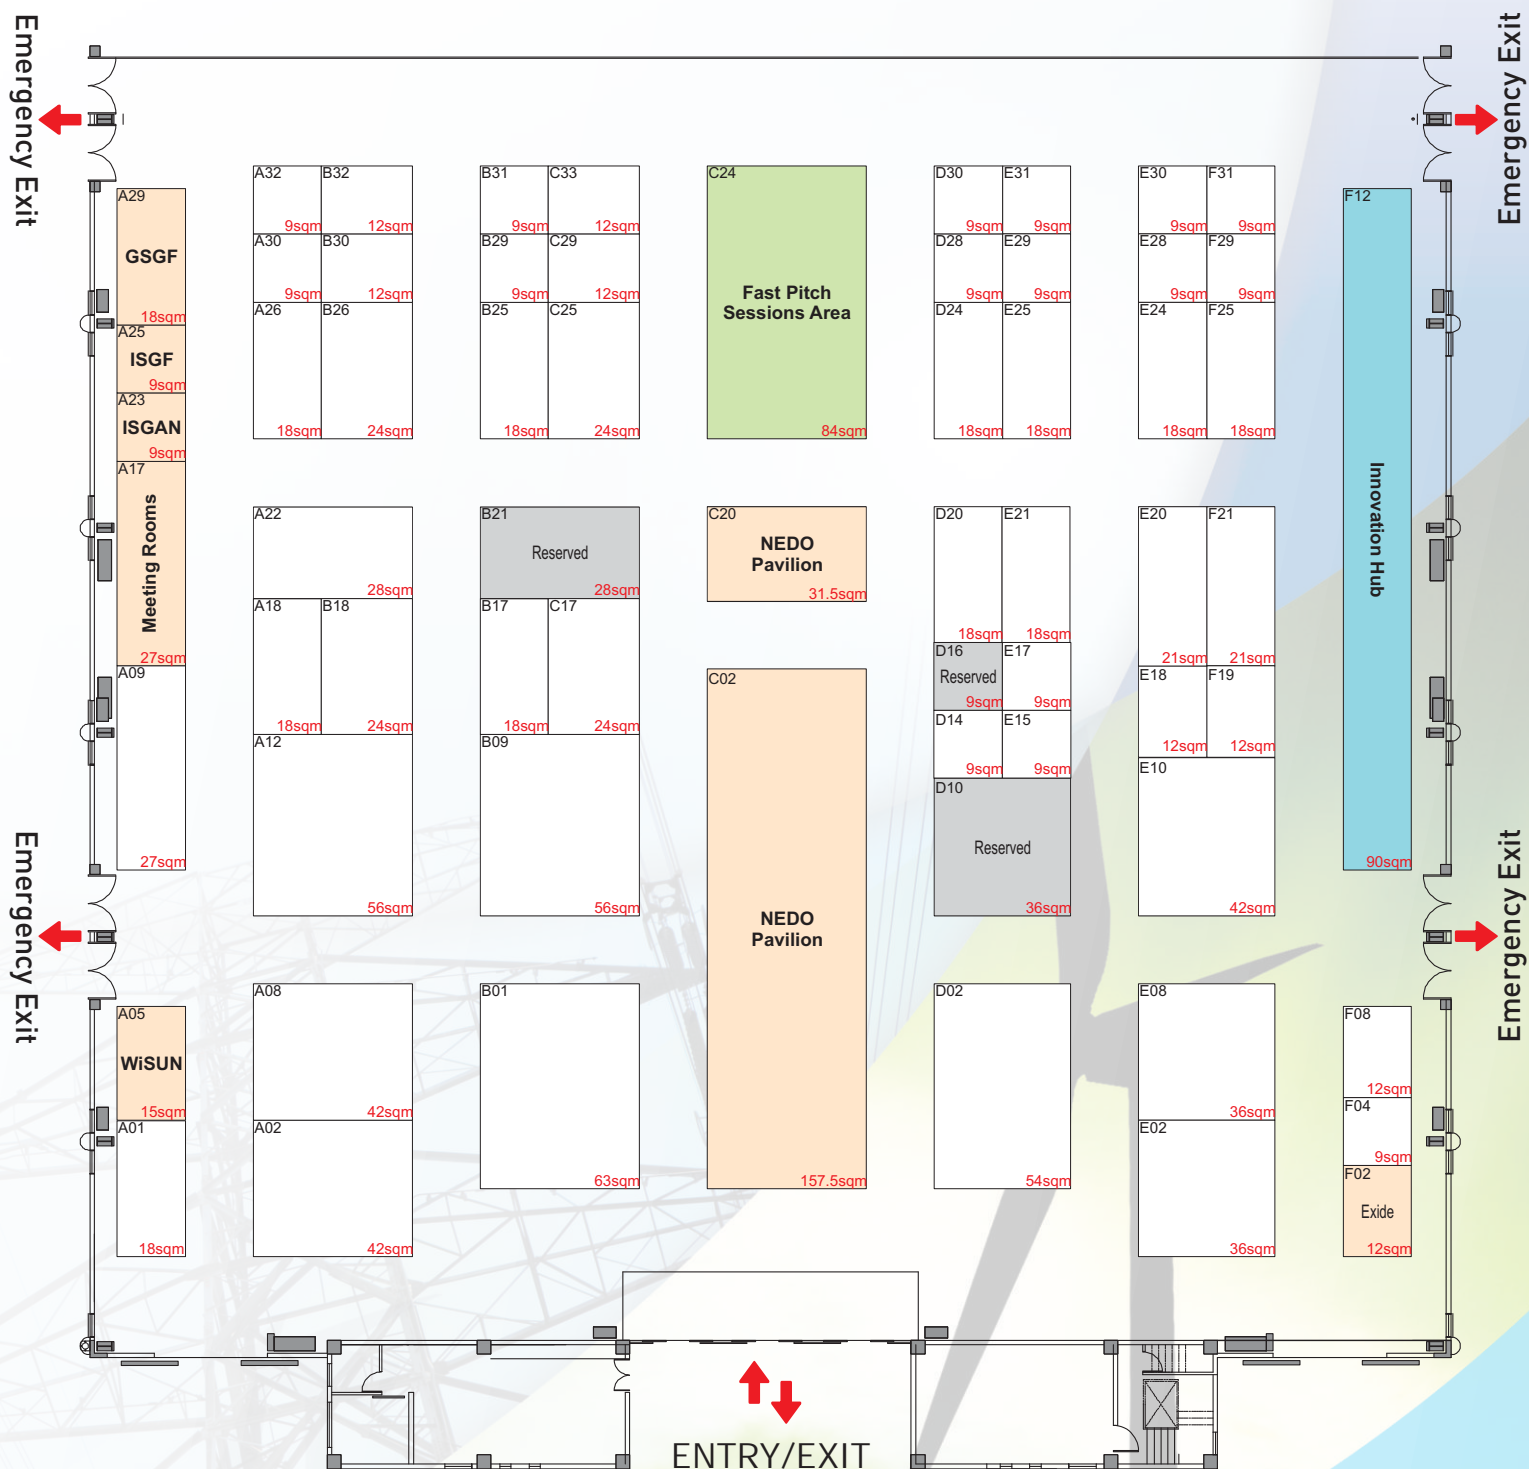 Emergency Exit
Emergency Exit
A32
B32
9sqm
12sqm
A30
B30
9sqm
12sqm
A26
B26
18sqm
24sqm
B31
C33
9sqm
12sqm
B29
C29
9sqm
12sqm
B25
C25
18sqm
24sqm
C24
Fast Pitch
Sessions Area
84sqm
D30
E31
9sqm
9sqm
D28
E29
9sqm
9sqm
D24
E25
18sqm
18sqm
E30
F31
9sqm
9sqm
E28
F29
9sqm
9sqm
E24
F25
18sqm
18sqm
A29
GSGF
18sqm
A25
ISGF
9sqm
A23
ISGAN
9sqm
A17
Meeting Rooms
27sqm
A09
27sqm
F12
Innovation Hub
90sqm
A22
28sqm
A18
B18
18sqm
24sqm
A12
56sqm
B21
Reserved
28sqm
B17
C17
18sqm
24sqm
B09
56sqm
C20
NEDO
Pavilion
31.5sqm
C02
NEDO
Pavilion
157.5sqm
D20
E21
18sqm
18sqm
D16
Reserved
9sqm
E17
9sqm
D14
E15
9sqm
9sqm
D10
Reserved
36sqm
E20
F21
21sqm
21sqm
E18
F19
12sqm
12sqm
E10
42sqm
Emergency Exit
Emergency Exit
A05
WiSUN
15sqm
A01
18sqm
A08
42sqm
A02
42sqm
B01
63sqm
D02
54sqm
E08
36sqm
E02
36sqm
F08
12sqm
F04
9sqm
F02
Exide
12sqm
ENTRY/EXIT